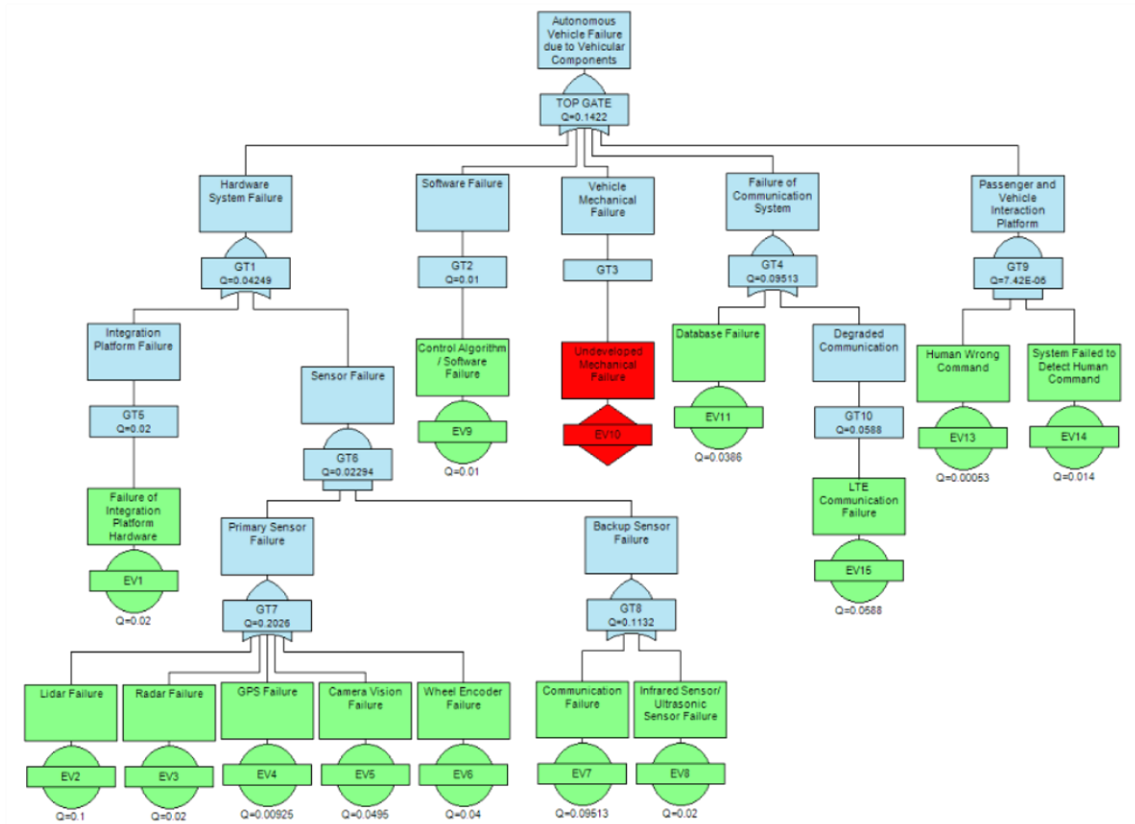 Autonomous
Vehicle Failure
due to Vehicular
Components
TOP GATE
Q=0.1422
Hardware
System Failure
GT1
Q=0.04249
Software Failure
GT2
Q=0.01
Vehicle
Mechanical
Failure
GT3
Failure of
Communication
System
GT4
Q=0.09513
Passenger and
Vehicle
Interaction
Platform
GT9
Q=7.42E-06
Integration
Platform Failure
GT5
Q=0.02
Sensor Failure
GT6
Q=0.02294
Control Algorithm
/ Software
Failure
EV9
Q=0.01
Undeveloped
Mechanical
Failure
EV10
Database Failure
EV11
Q=0.0386
Degraded
Communication
GT10
Q=0.0588
Human Wrong
Command
EV13
Q=0.00053
System Failed to
Detect Human
Command
EV14
Q=0.014
Failure of
Integration
Platform
Hardware
EV1
Q=0.02
Primary Sensor
Failure
GT7
Q=0.2026
Backup Sensor
Failure
GT8
Q=0.1132
LTE
Communication
Failure
EV15
Q=0.0588
Lidar Failure
EV2
Q=0.1
Radar Failure
EV3
Q=0.02
GPS Failure
EV4
Q=0.00925
Camera Vision
Failure
EV5
Q=0.0495
Wheel Encoder
Failure
EV6
Q=0.04
Communication
Failure
EV7
Q=0.09513
Infrared Sensor/
Ultrasonic
Sensor Failure
EV8
Q=0.02